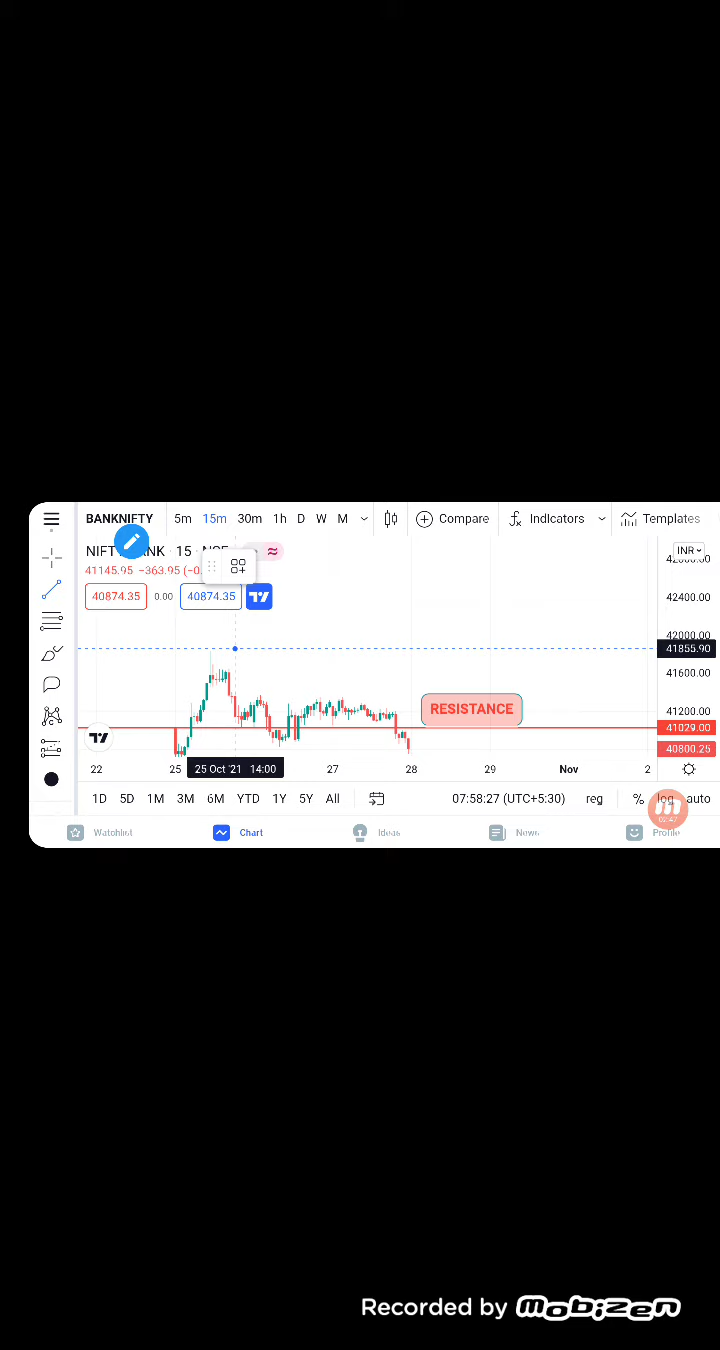 BANKNIFTY 5m 15m 30m 1h D W M Compare Indicators Templates
15 INR
41145.95 −363.95
40874.35 0.00 40874.35
42400.00
42000.00
41855.90
41600.00
RESISTANCE 41200.00
41029.00
40800.25
22 25 25 Oct '21 14:00 27 28 29 Nov 2
1D 5D 1M 3M 6M YTD 1Y 5Y All 07:58:27 (UTC+5:30) reg % log auto
02:47
Watchlist Chart Ideas News Profile
Recorded by mobizen